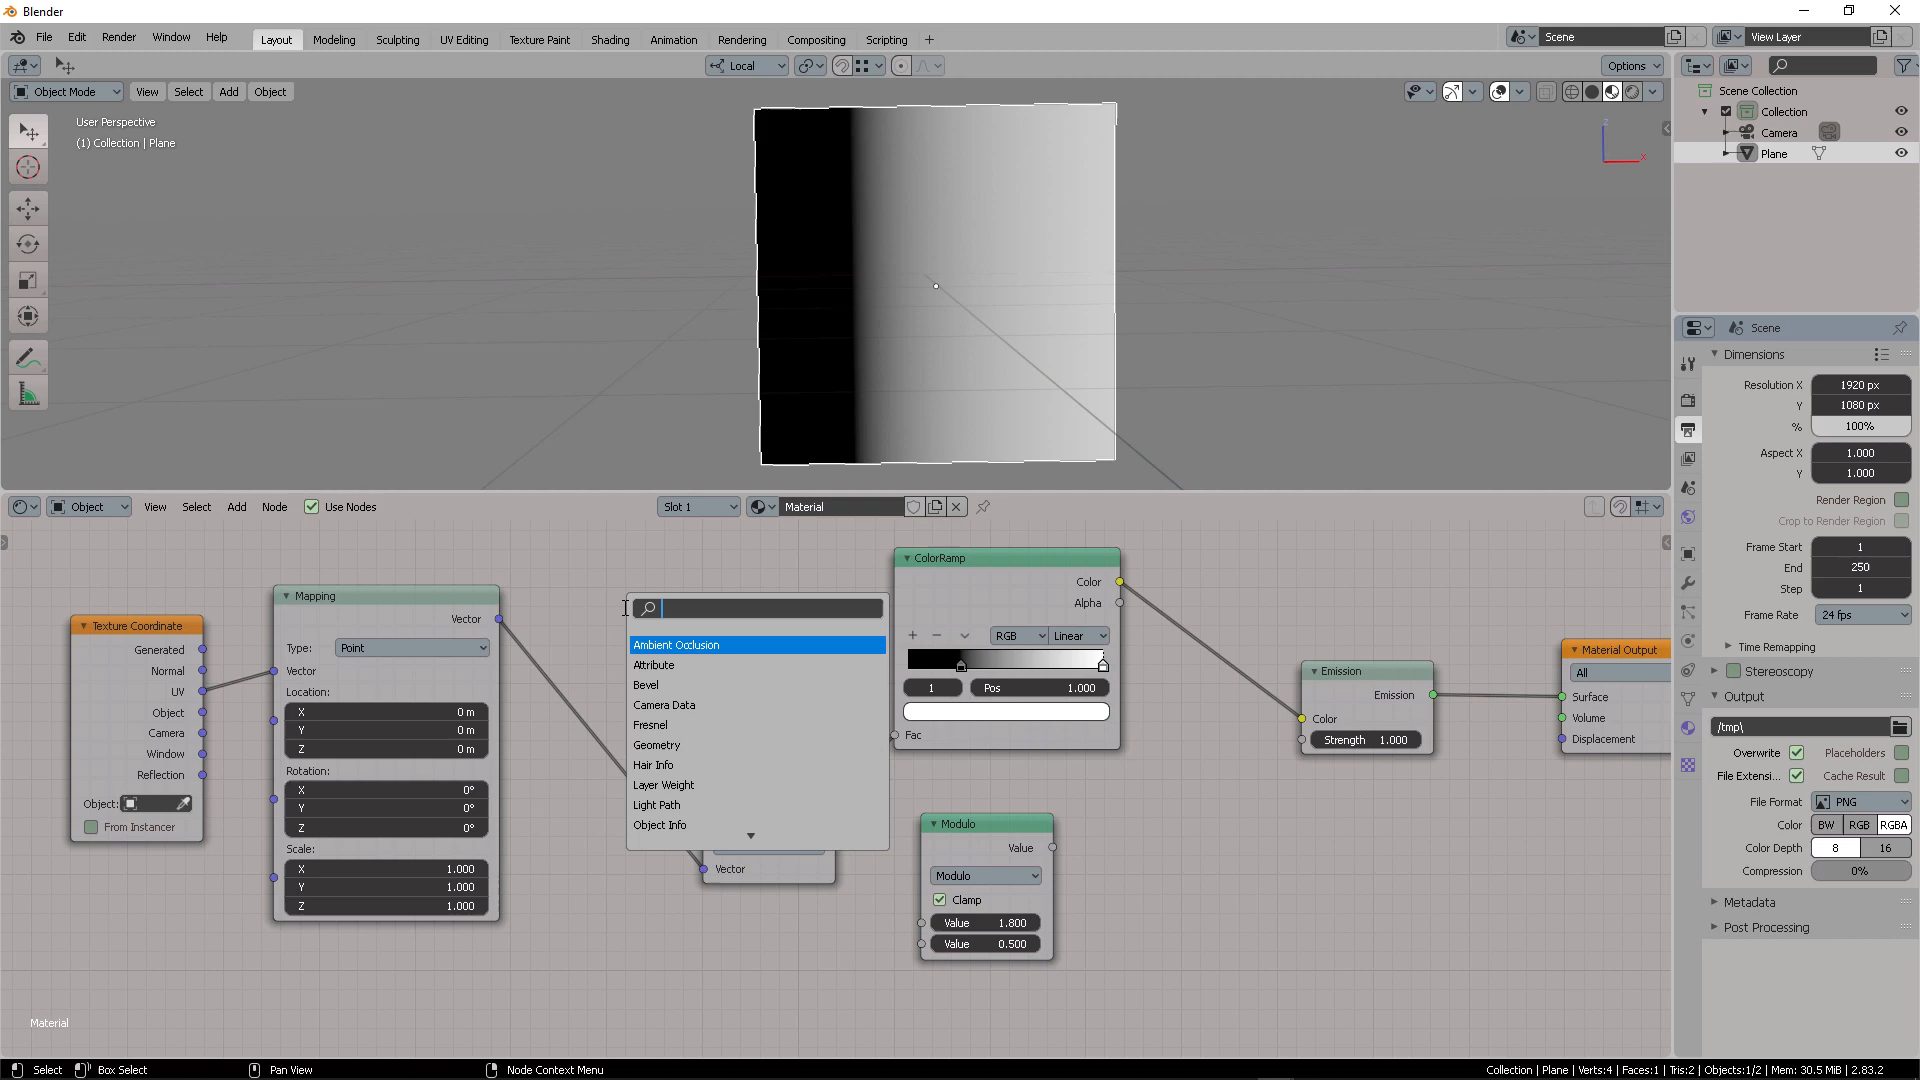 Blender
File Edit Render Window Help
Layout Modeling Sculpting UV Editing Texture Paint Shading Animation Rendering Compositing Scripting +
Scene
View Layer
Local
Options
Object Mode View Select Add Object
User Perspective
(1) Collection | Plane
Z
X
Scene Collection
Collection
Camera
Plane
Scene
Dimensions
Resolution X 1920 px
Y 1080 px
% 100%
Aspect X 1.000
Y 1.000
Render Region
Crop to Render Region
Frame Start 1
End 250
Step 1
Frame Rate 24 fps
Time Remapping
Stereoscopy
Output
/tmp\
Overwrite
Placeholders
File Extensi...
Cache Result
File Format PNG
Color BW RGB RGBA
Color Depth 8 16
Compression 0%
Metadata
Post Processing
Object View Select Add Node Use Nodes
Slot 1
Material
Texture Coordinate
Generated
Normal
UV
Object
Camera
Window
Reflection
Object:
From Instancer
Mapping
Vector
Type: Point
Vector
Location:
X 0 m
Y 0 m
Z 0 m
Rotation:
X 0°
Y 0°
Z 0°
Scale:
X 1.000
Y 1.000
Z 1.000
Ambient Occlusion
Attribute
Bevel
Camera Data
Fresnel
Geometry
Hair Info
Layer Weight
Light Path
Object Info
Vector
ColorRamp
Color
Alpha
+ − RGB Linear
1 Pos 1.000
Fac
Modulo
Value
Modulo
Clamp
Value 1.800
Value 0.500
Emission
Emission
Color
Strength 1.000
Material Output
All
Surface
Volume
Displacement
Material
Select Box Select Pan View Node Context Menu
Collection | Plane | Verts:4 | Faces:1 | Tris:2 | Objects:1/2 | Mem: 30.5 MiB | 2.83.2